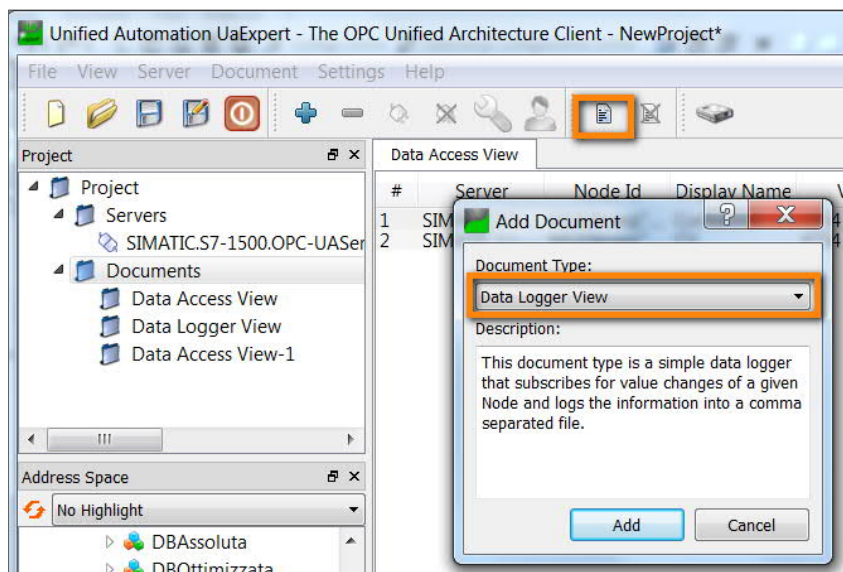 Unified Automation UaExpert - The OPC Unified Architecture Client - NewProject*
File View Server Document Settings Help
Project
Data Access View
Project
Servers
SIMATIC.S7-1500.OPC-UASer
Documents
Data Access View
Data Logger View
Data Access View-1
# Server Node Id Display Name V
1 SIM
2 SIM
Add Document
Document Type:
Data Logger View
Description:
This document type is a simple data logger
that subscribes for value changes of a given
Node and logs the information into a comma
separated file.
Add Cancel
Address Space
No Highlight
DBAssoluta
DBOttimizzata